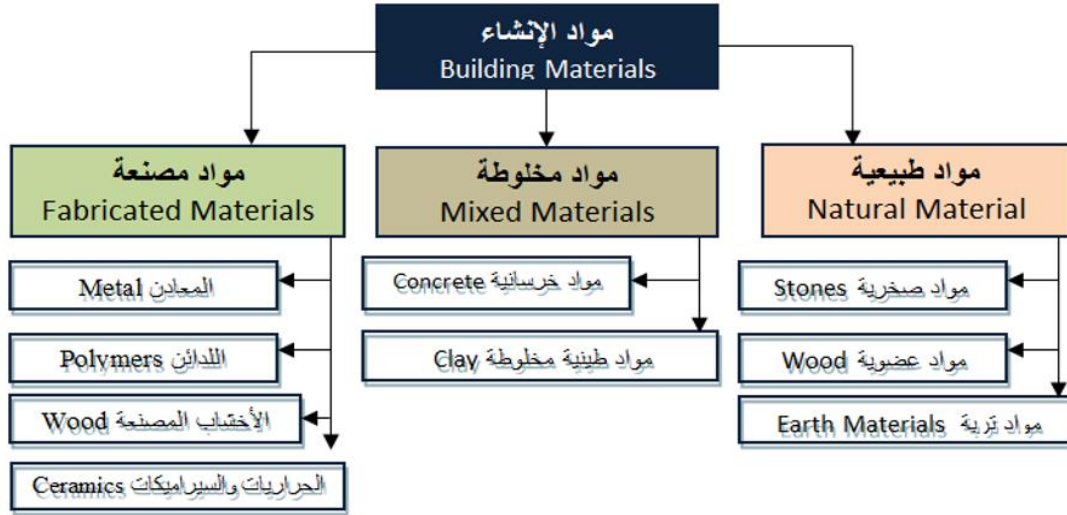 مواد الإنشاء
Building Materials
مواد طبيعية
Natural Material
مواد صخرية Stones
مواد عضوية Wood
مواد تربة Earth Materials
مواد مخلوطة
Mixed Materials
مواد خرسانية Concrete
مواد طينية مخلوطة Clay
مواد مصنعة
Fabricated Materials
المعادن Metal
اللدائن Polymers
الأخشاب المصنعة Wood
الحراريات والسيراميكات Ceramics